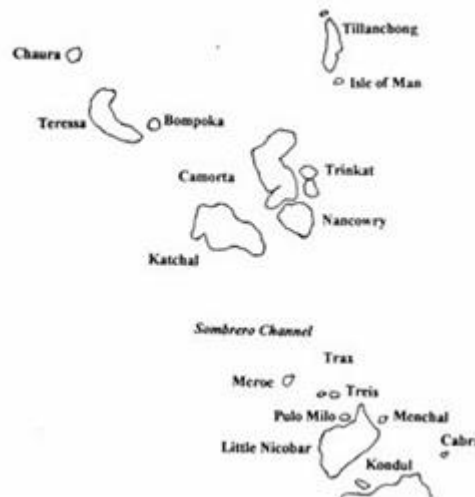 Tillanchong
Chaura
Isle of Man
Teressa
Bompoka
Camorta
Trinkat
Nancowry
Katchal
Sombrero Channel
Trax
Meroe
Treis
Pulo Milo
Menchal
Cabr
Little Nicobar
Kondul